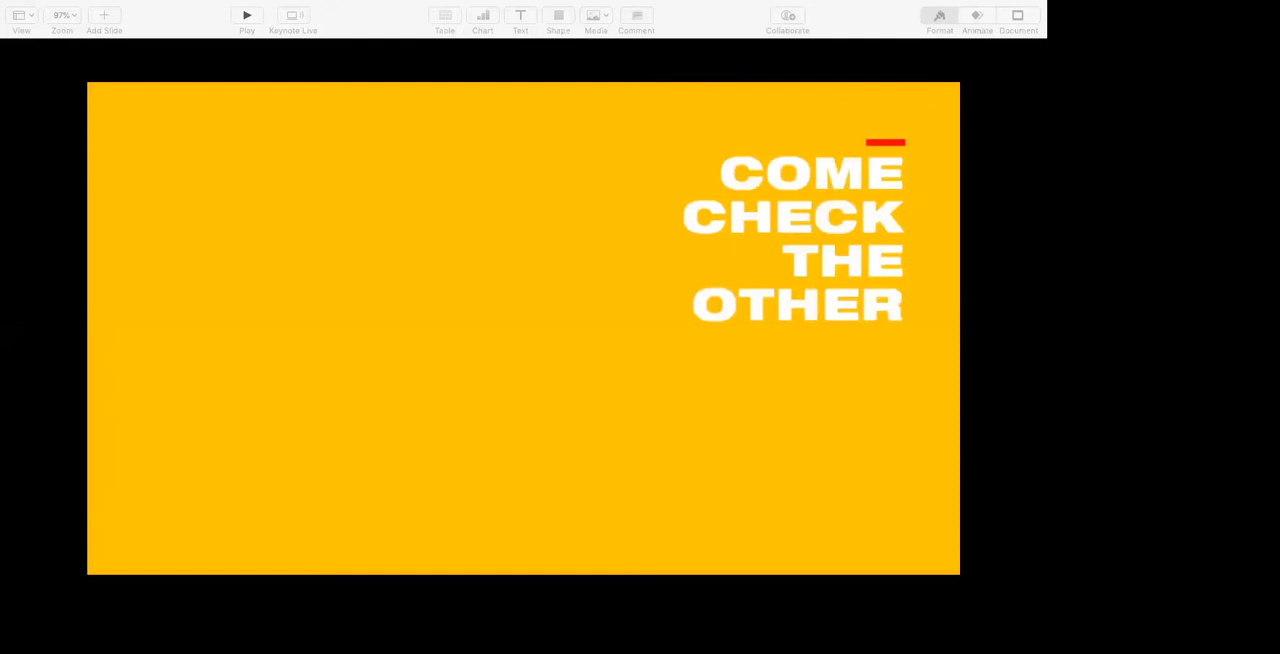 97%
View
Zoom
Add Slide
Play
Keynote Live
Table
Chart
Text
Shape
Media
Comment
Collaborate
Format
Animate
Document
COME
CHECK
THE
OTHER